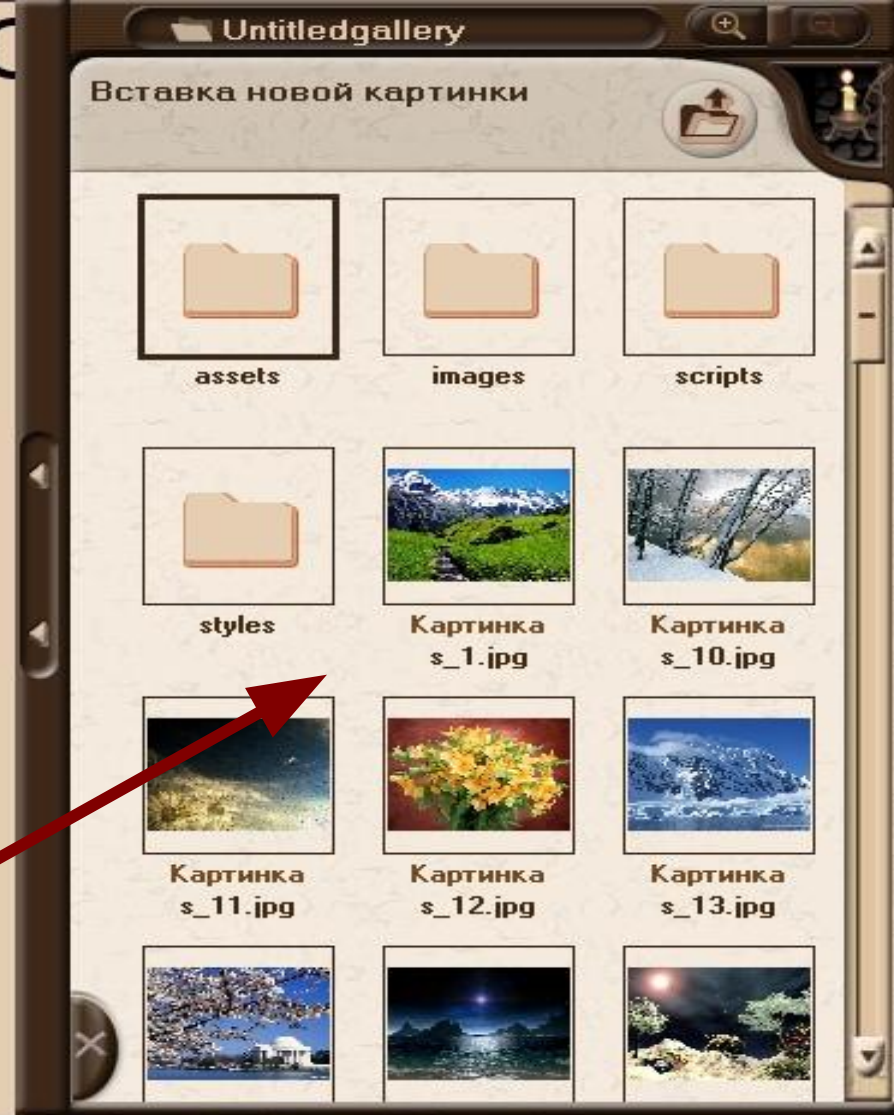 Untitledgallery
Вставка новой картинки
assets
images
scripts
styles
Картинка
s_1.jpg
Картинка
s_10.jpg
Картинка
s_11.jpg
Картинка
s_12.jpg
Картинка
s_13.jpg